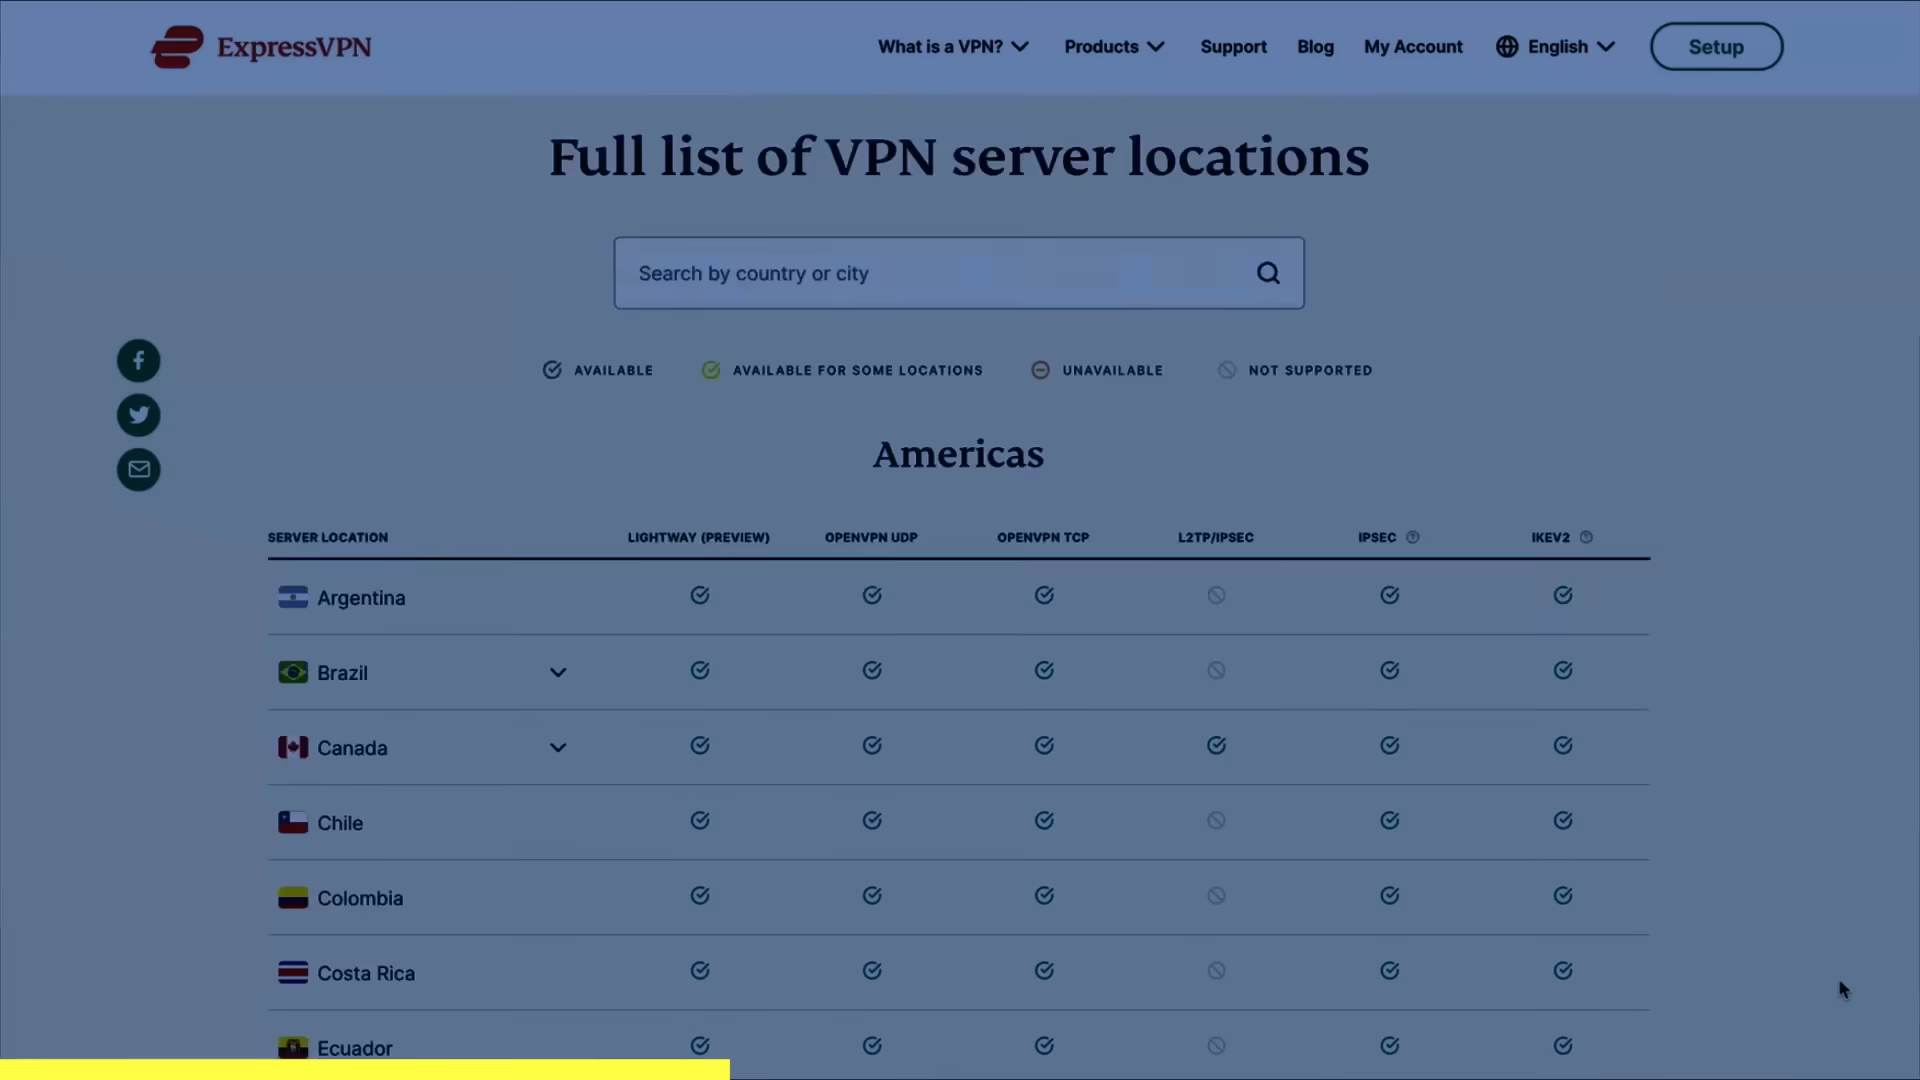 ExpressVPN
What is a VPN? Products Support Blog My Account English Setup
Full list of VPN server locations
Search by country or city
AVAILABLE AVAILABLE FOR SOME LOCATIONS UNAVAILABLE NOT SUPPORTED
Americas
SERVER LOCATION LIGHTWAY (PREVIEW) OPENVPN UDP OPENVPN TCP L2TP/IPSEC IPSEC IKEV2
Argentina
Brazil
Canada
Chile
Colombia
Costa Rica
Ecuador